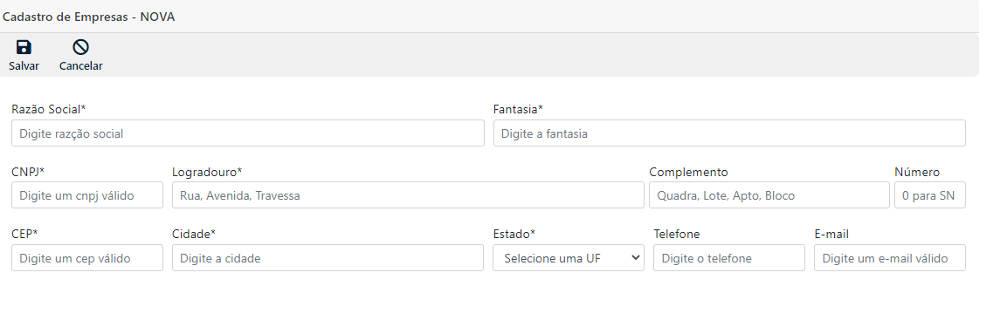 Cadastro de Empresas - NOVA
Salvar Cancelar
Razão Social* Fantasia*
Digite razção social Digite a fantasia
CNPJ* Logradouro* Complemento Número
Digite um cnpj válido Rua, Avenida, Travessa Quadra, Lote, Apto, Bloco 0 para SN
CEP* Cidade* Estado* Telefone E-mail
Digite um cep válido Digite a cidade Selecione uma UF Digite o telefone Digite um e-mail válido